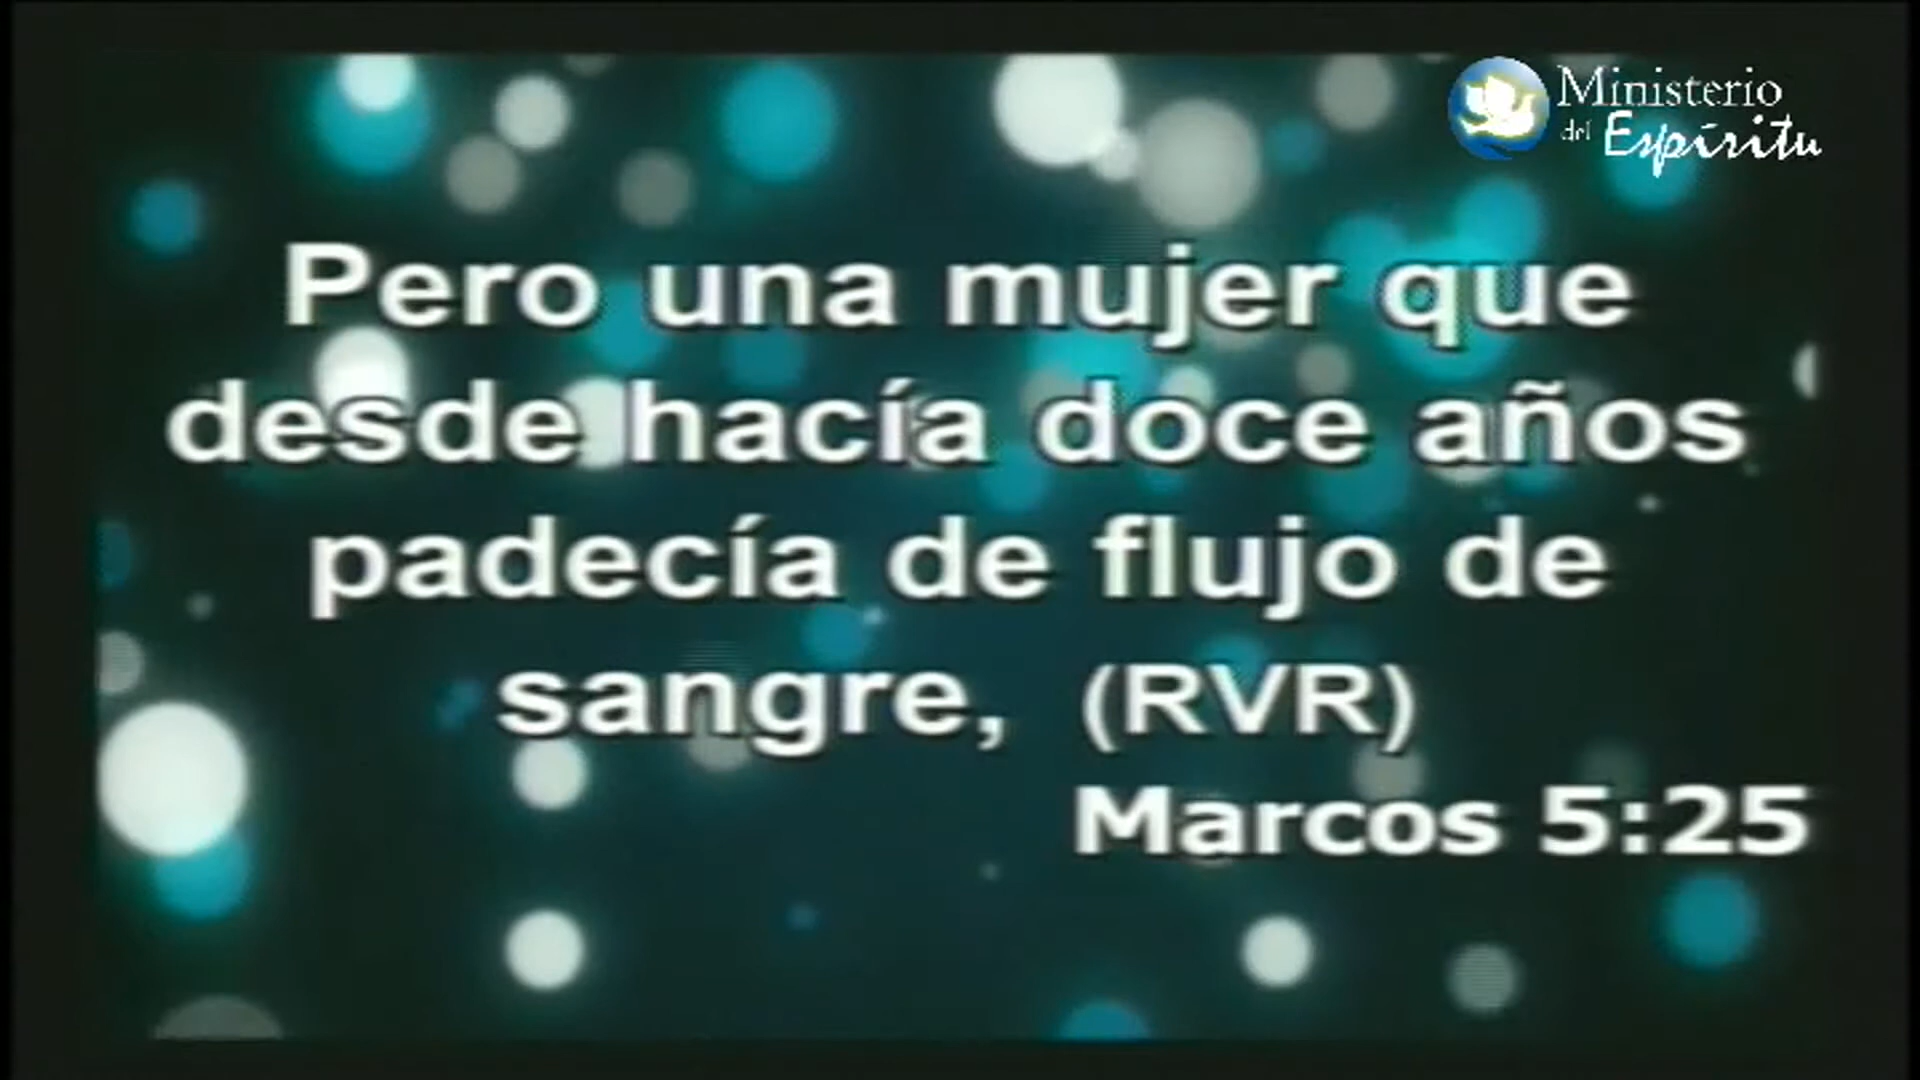 Ministerio
del Espíritu
Pero una mujer que
desde hacía doce años
padecía de flujo de
sangre, (RVR)
Marcos 5:25